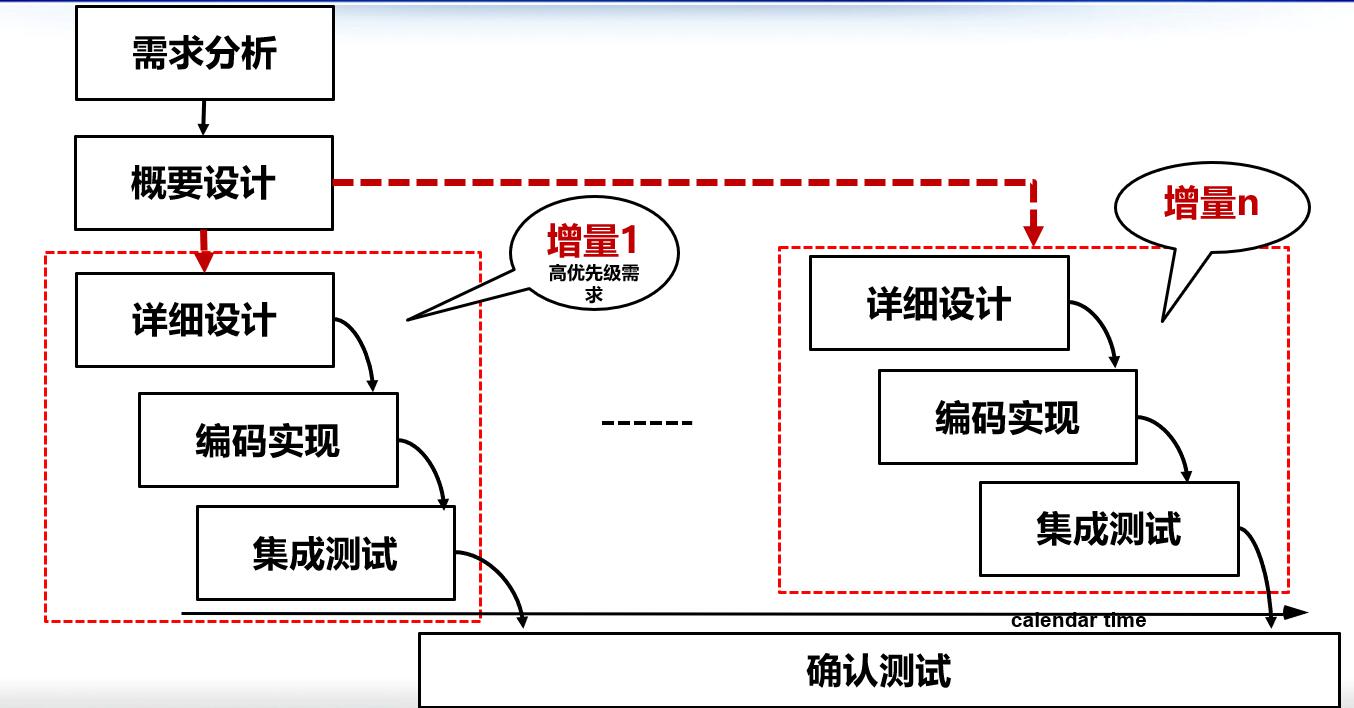 需求分析
概要设计
增量1
高优先级需
求
增量n
详细设计
编码实现
集成测试
详细设计
编码实现
集成测试
calendar time
确认测试